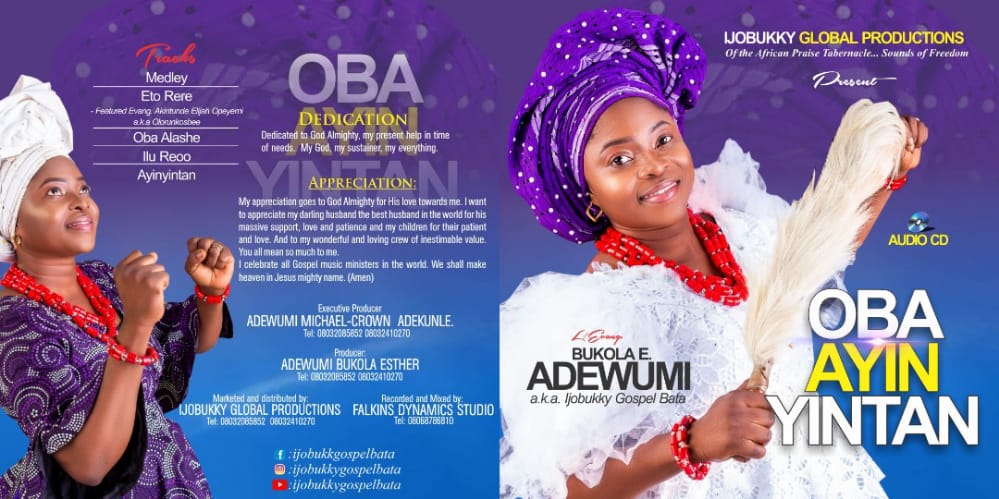 Tracks
Medley
Eto Rere
- Featured Evang. Akintunde Elijah Opeyemi
a.k.a Olorunkosbee
Oba Alashe
Ilu Reoo
Ayinyintan
OBA
AYIN
YINTAN
DEDICATION
Dedicated to God Almighty, my present help in time
of needs. My God, my sustainer, my everything.
APPRECIATION:
My appreciation goes to God Almighty for His love towards me. I want
to appreciate my darling husband the best husband in the world for his
massive support, love and patience and my children for their patient
and love. And to my wonderful and loving crew of inestimable value.
You all mean so much to me.
I celebrate all Gospel music ministers in the world. We shall make
heaven in Jesus mighty name. (Amen)
Executive Producer
ADEWUMI MICHAEL-CROWN ADEKUNLE.
Tel: 08032085852 08032410270
Producer:
ADEWUMI BUKOLA ESTHER
Tel: 08032085852 08032410270
Marketed and distributed by:
IJOBUKKY GLOBAL PRODUCTIONS
Tel: 08032085852 08032410270
Recorded and Mixed by:
FALKINS DYNAMICS STUDIO
Tel: 08068786810
f :ijobukkgospelbata
:ijobukkygospelbata
:ijobukkygospelbata
IJOBUKKY GLOBAL PRODUCTIONS
Of the African Praise Tabernacle... Sounds of Freedom
Present
AUDIO CD
L/Evang.
BUKOLA E.
ADEWUMI
a.k.a. Ijobukky Gospel Bata
OBA
AYIN
YINTAN